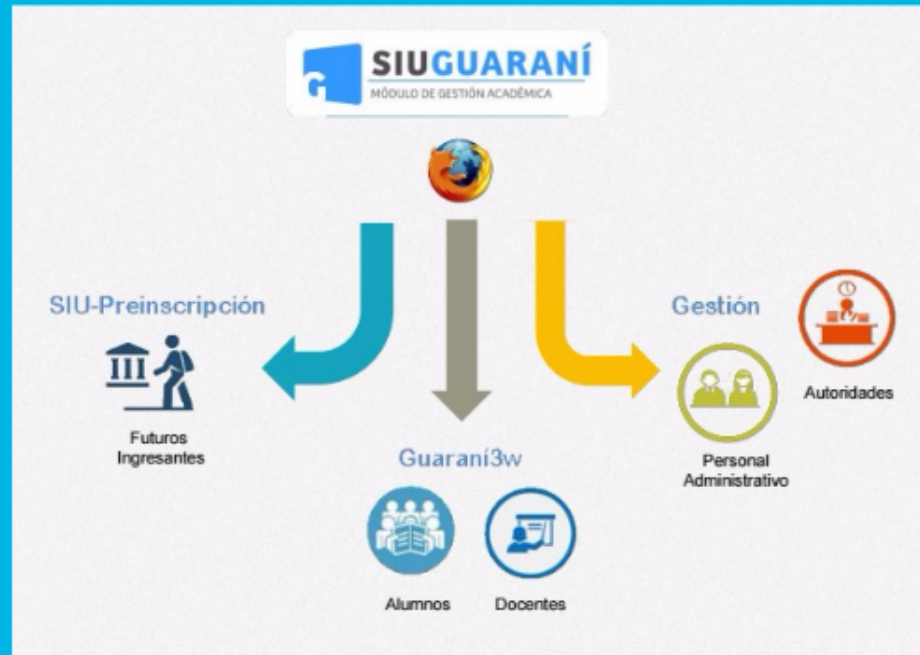 SIUGUARANÍ
MÓDULO DE GESTIÓN ACADÉMICA
SIU-Preinscripción
Futuros
Ingresantes
Guaraní3w
Alumnos
Docentes
Gestión
Personal
Administrativo
Autoridades